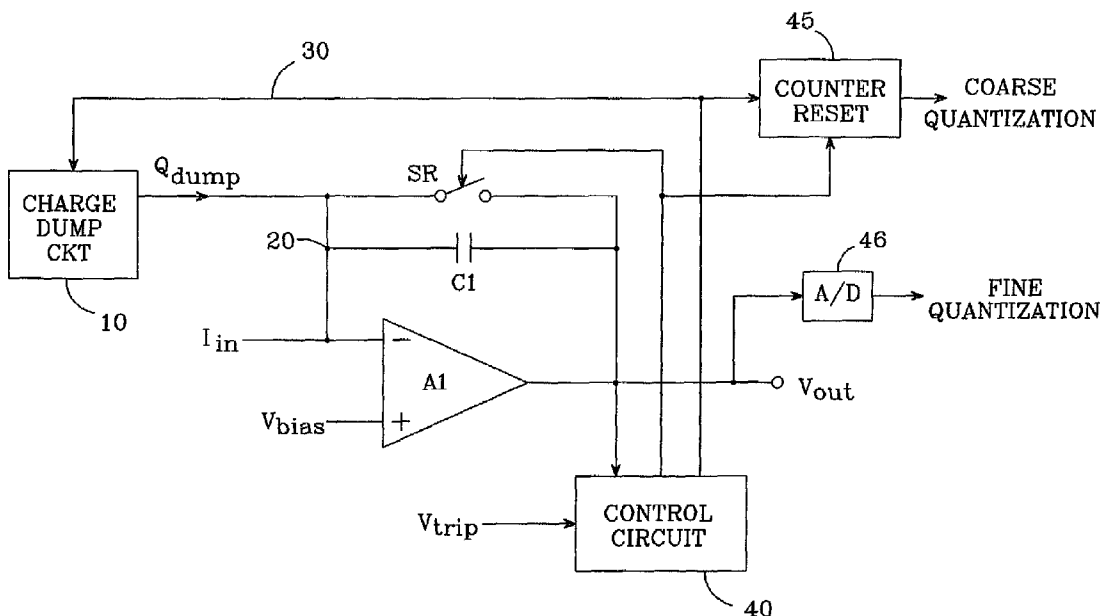 45
30
COUNTER
RESET
COARSE
QUANTIZATION
Qdump
SR
CHARGE
DUMP
CKT
20
C1
46
A/D
FINE
QUANTIZATION
10
Iin
−
A1
Vout
Vbias
+
Vtrip
CONTROL
CIRCUIT
40